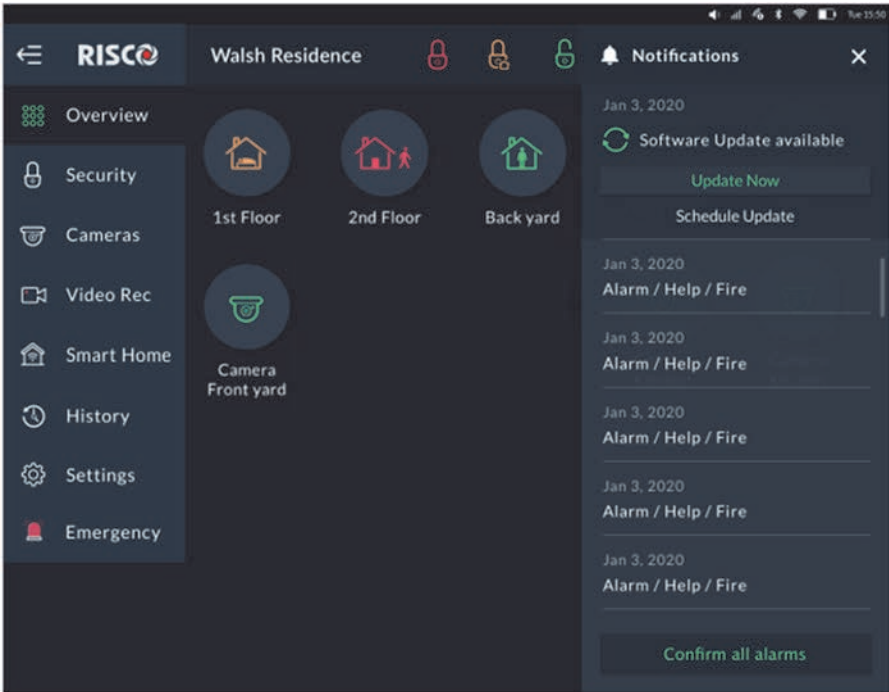 Tue 15:50
RISCO
Walsh Residence
Notifications
Overview
Security
Cameras
Video Rec
Smart Home
History
Settings
Emergency
1st Floor
2nd Floor
Back yard
Camera
Front yard
Jan 3, 2020
Software Update available
Update Now
Schedule Update
Jan 3, 2020
Alarm / Help / Fire
Jan 3, 2020
Alarm / Help / Fire
Jan 3, 2020
Alarm / Help / Fire
Jan 3, 2020
Alarm / Help / Fire
Jan 3, 2020
Alarm / Help / Fire
Confirm all alarms